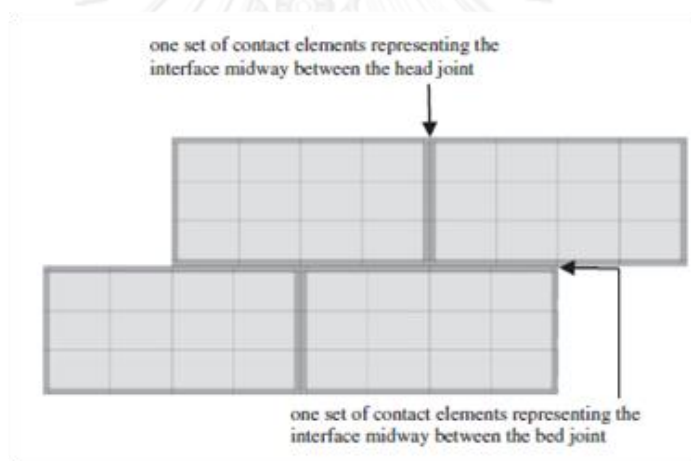 one set of contact elements representing the
interface midway between the head joint
one set of contact elements representing the
interface midway between the bed joint